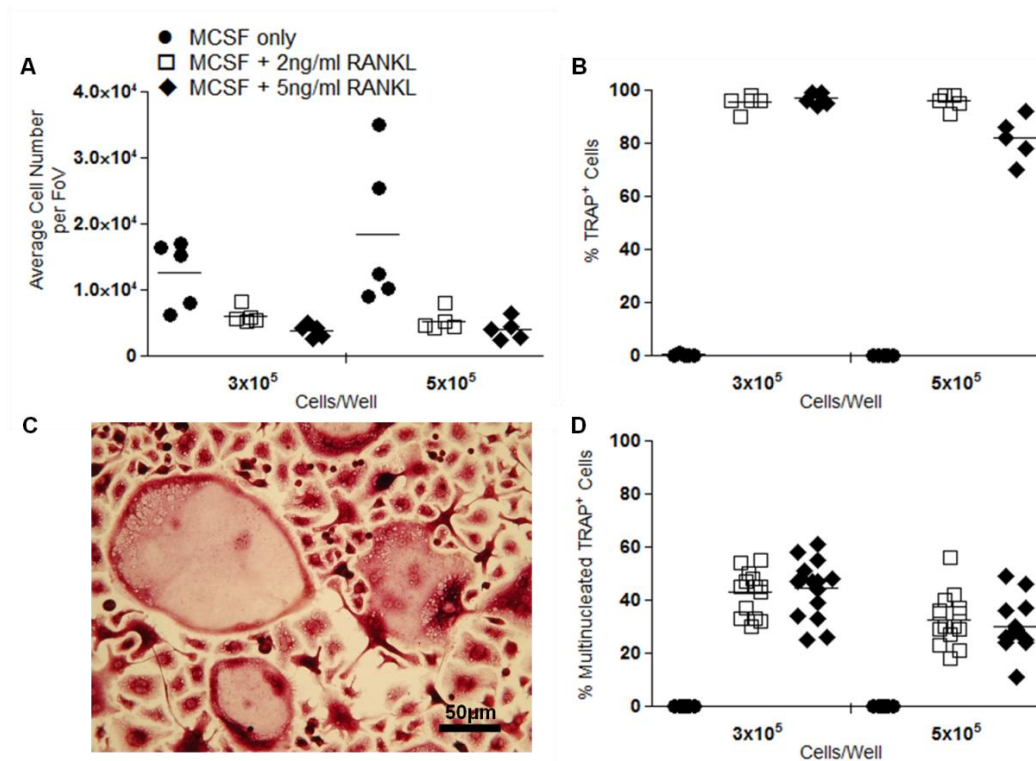 MCSF only
MCSF + 2ng/ml RANKL
MCSF + 5ng/ml RANKL
A
4.0x10⁴
3.0x10⁴
2.0x10⁴
1.0x10⁴
0
Average Cell Number
per FoV
3x10⁵
5x10⁵
Cells/Well
B
100
80
60
40
20
0
% TRAP⁺ Cells
3x10⁵
5x10⁵
Cells/Well
C
50μm
D
100
80
60
40
20
0
% Multinucleated TRAP⁺ Cells
3x10⁵
5x10⁵
Cells/Well